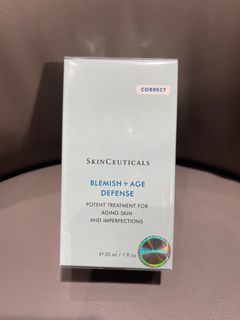 CORRECT
SKINCEUTICALS
BLEMISH + AGE
DEFENSE
POTENT TREATMENT FOR
AGING SKIN
AND IMPERFECTIONS
℮30 ml / 1 fl oz